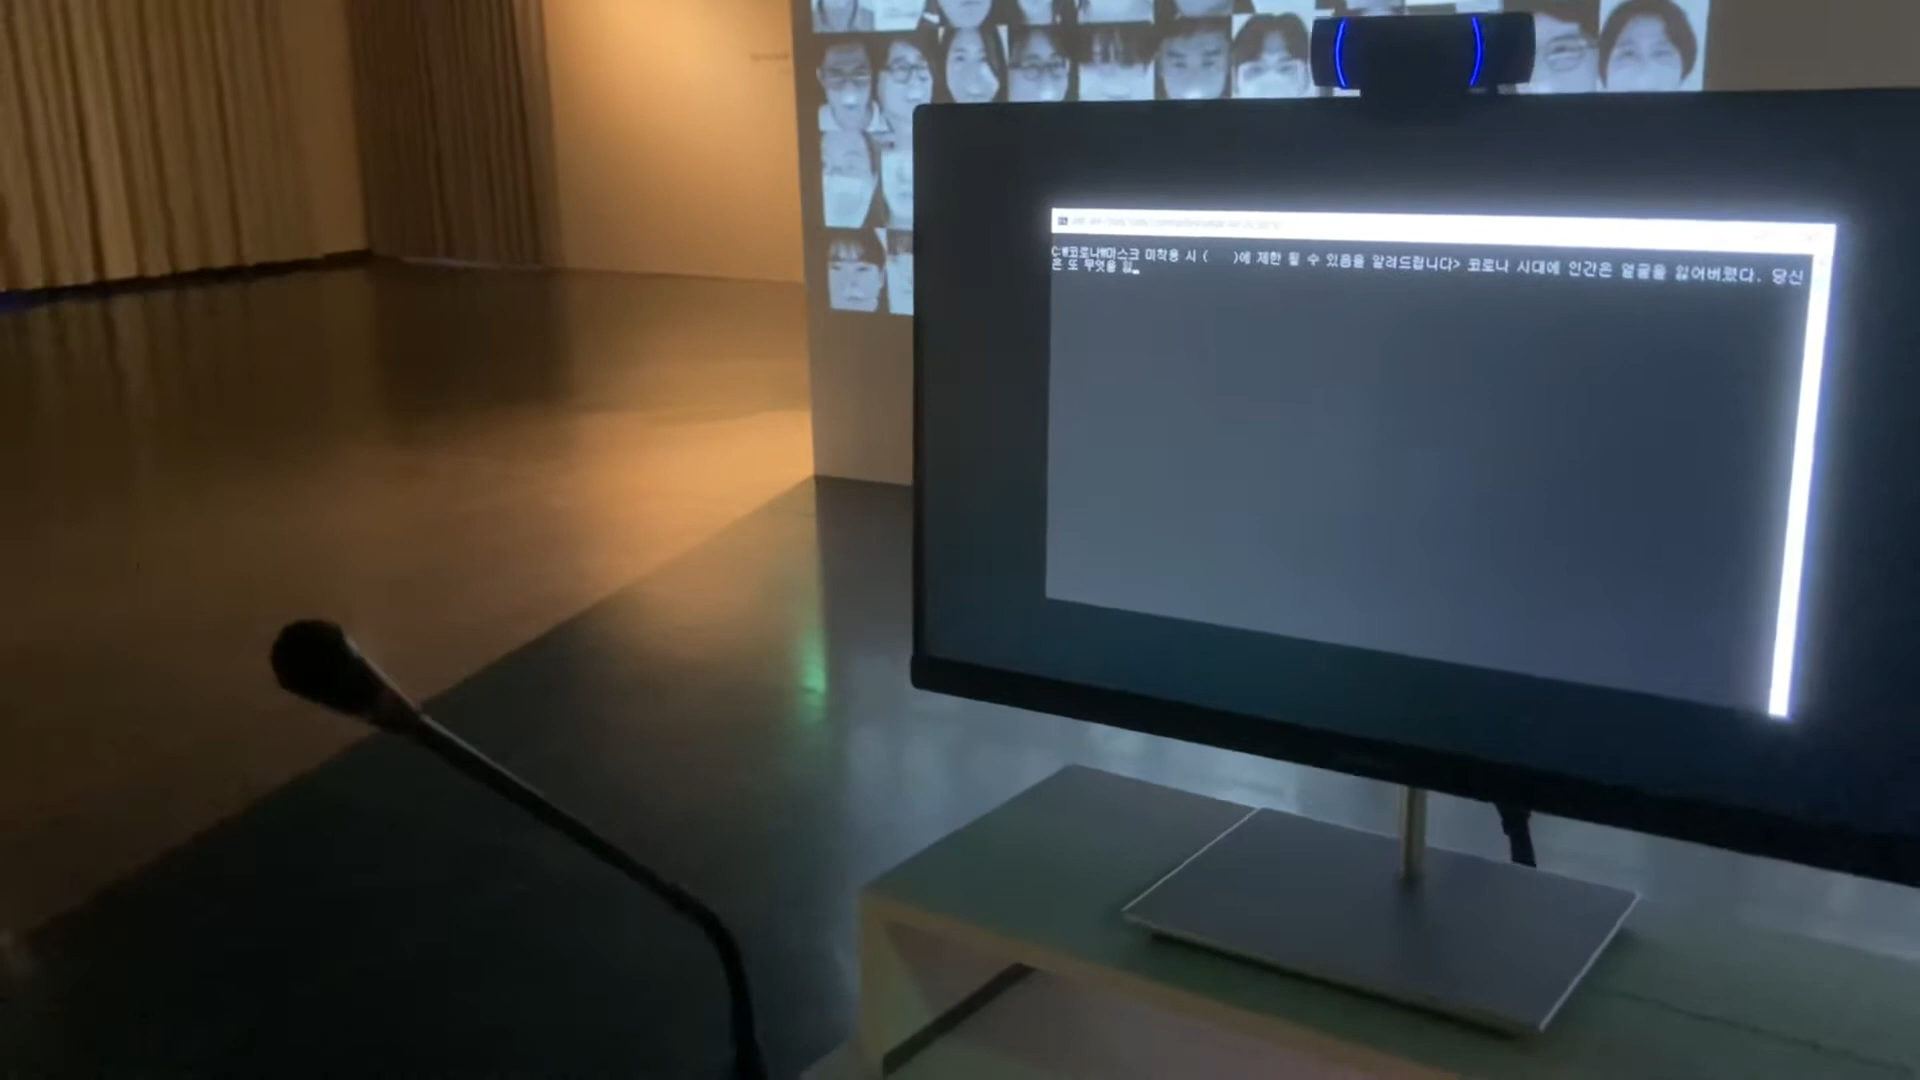 C:₩코로나₩마스크 미착용 시 (   )에 제한 될 수 있음을 알려드립니다> 코로나 시대에 인간은 얼굴을 잃어버렸다. 당신
은 또 무엇을 잃